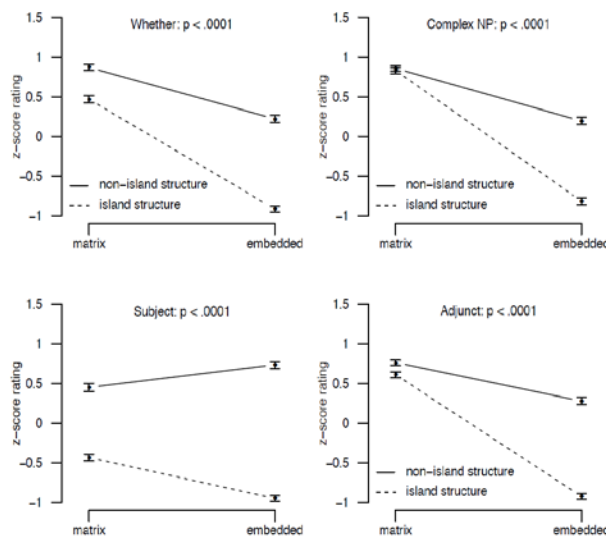 Whether: p < .0001
z-score rating
1.5
1
0.5
0
-0.5
-1
non-island structure
island structure
matrix
embedded
Complex NP: p < .0001
z-score rating
1.5
1
0.5
0
-0.5
-1
non-island structure
island structure
matrix
embedded
Subject: p < .0001
z-score rating
1.5
1
0.5
0
-0.5
-1
matrix
embedded
Adjunct: p < .0001
z-score rating
1.5
1
0.5
0
-0.5
-1
non-island structure
island structure
matrix
embedded